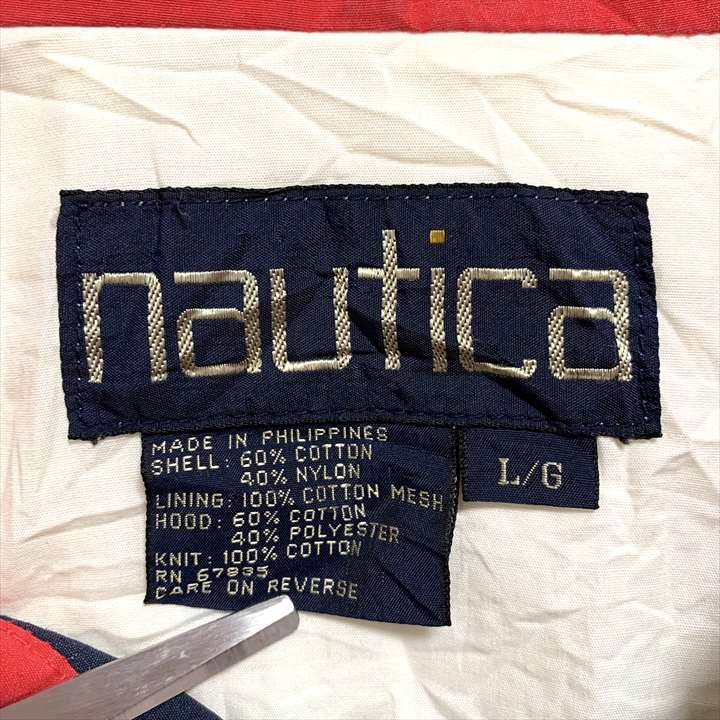 nautica
MADE IN PHILIPPINES
SHELL: 60% COTTON
40% NYLON
LINING: 100% COTTON MESH
HOOD: 60% COTTON
40% POLYESTER
KNIT: 100% COTTON
RN 67835
CARE ON REVERSE
L/G